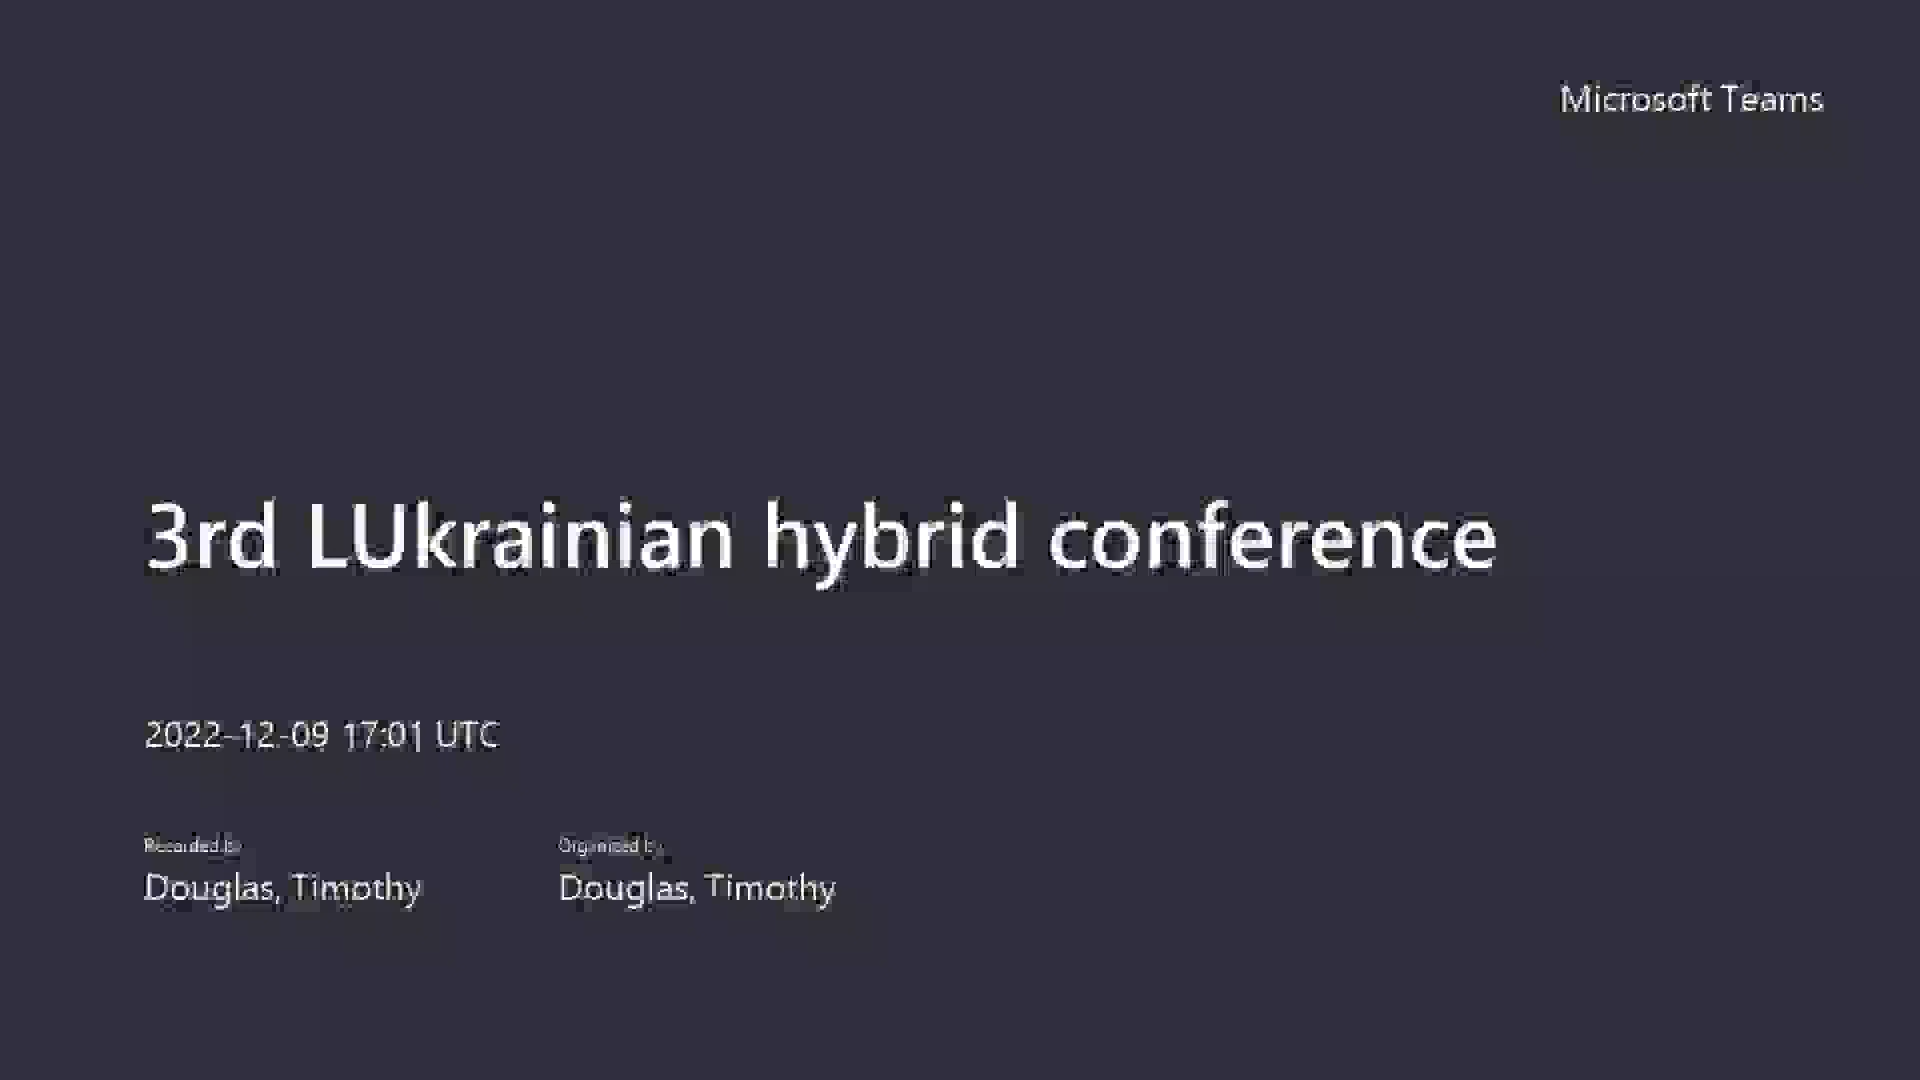 Microsoft Teams
3rd LUkrainian hybrid conference
2022-12-09 17:01 UTC
Recorded by
Organized by
Douglas, Timothy
Douglas, Timothy